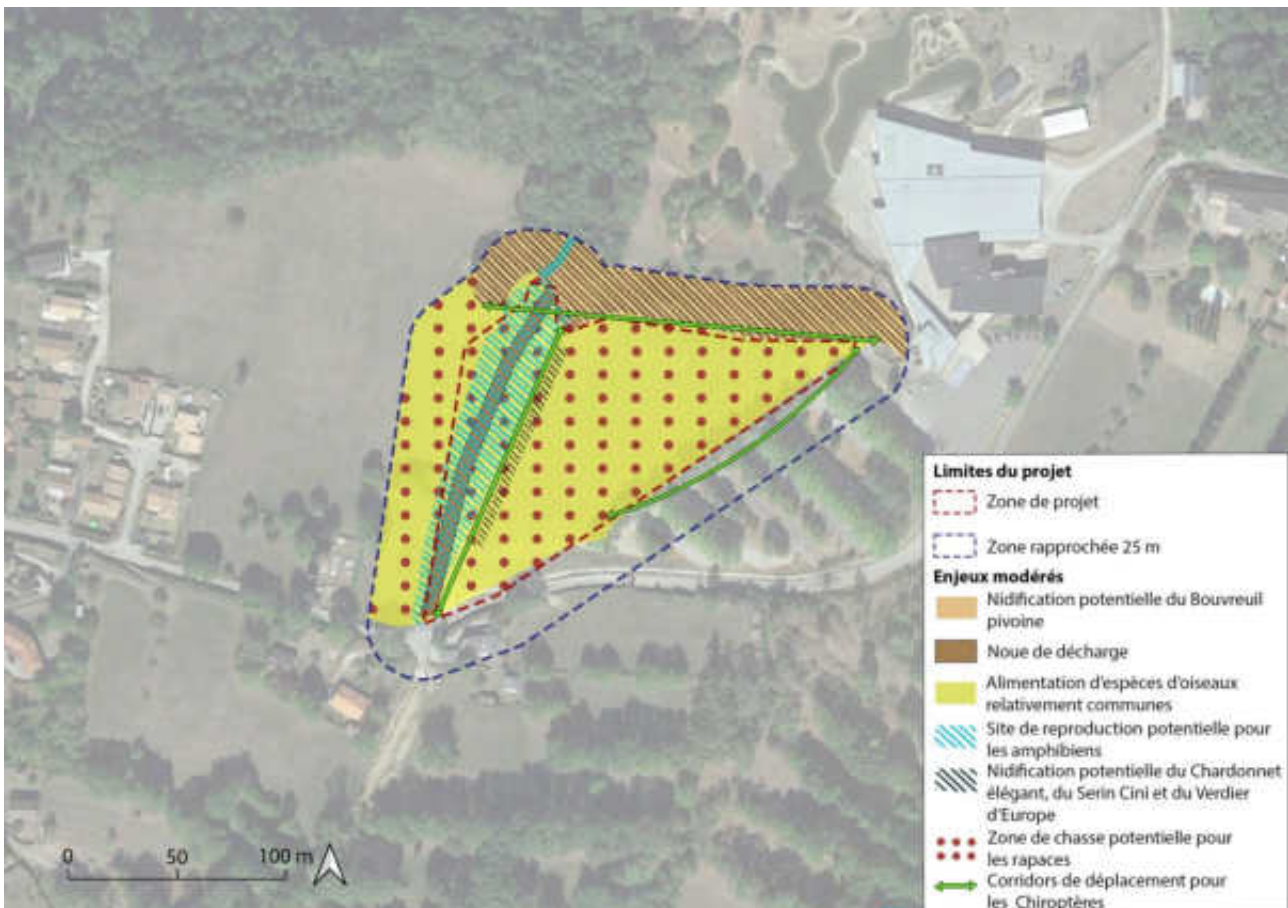 Limites du projet
Zone de projet
Zone rapprochée 25 m
Enjeux modérés
Nidification potentielle du Bouvreuil
pivoine
Noue de décharge
Alimentation d'espèces d'oiseaux
relativement communes
Site de reproduction potentielle pour
les amphibiens
Nidification potentielle du Chardonnet
élégant, du Serin Cini et du Verdier
d'Europe
Zone de chasse potentielle pour
les rapaces
Corridors de déplacement pour
les Chiroptères
0 50 100 m